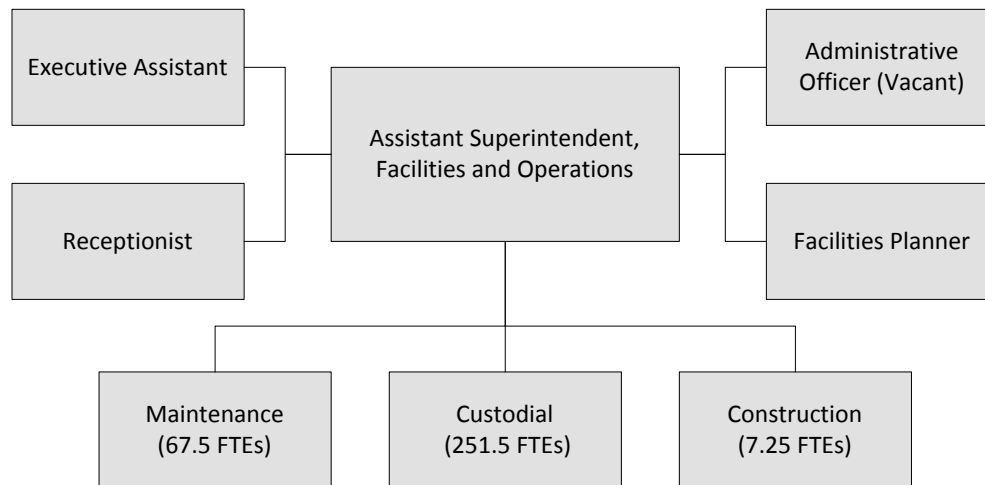 Executive Assistant
Administrative
Officer (Vacant)
Assistant Superintendent,
Facilities and Operations
Receptionist
Facilities Planner
Maintenance
(67.5 FTEs)
Custodial
(251.5 FTEs)
Construction
(7.25 FTEs)